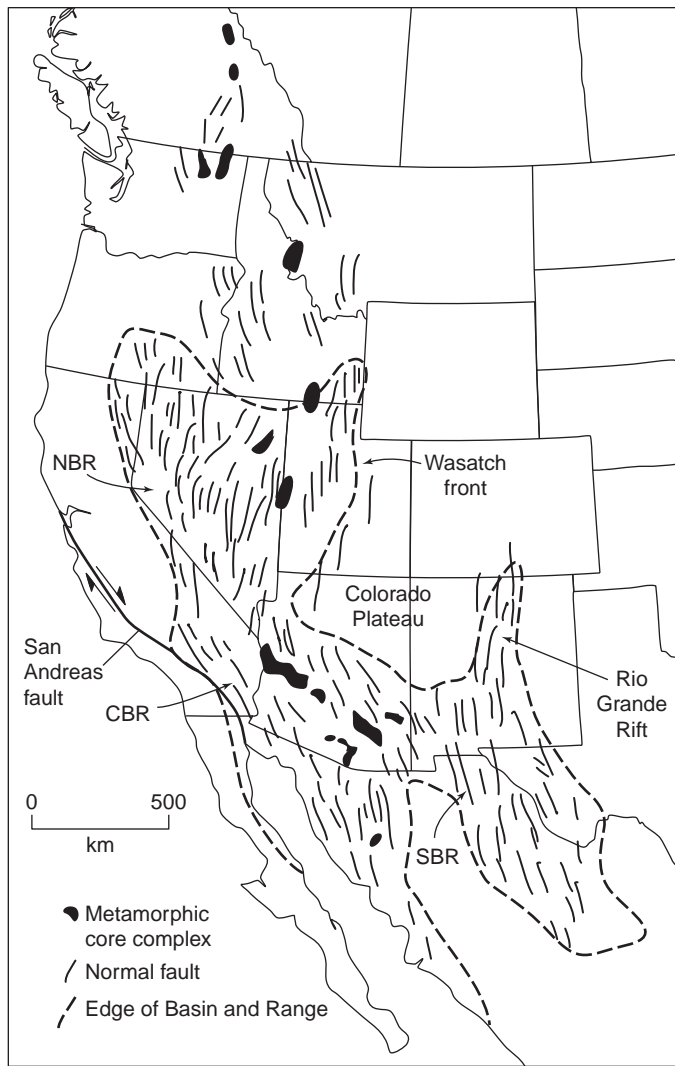 NBR
Wasatch
front
Colorado
Plateau
San
Andreas
fault
CBR
Rio
Grande
Rift
0 500
km
SBR
Metamorphic
core complex
Normal fault
Edge of Basin and Range